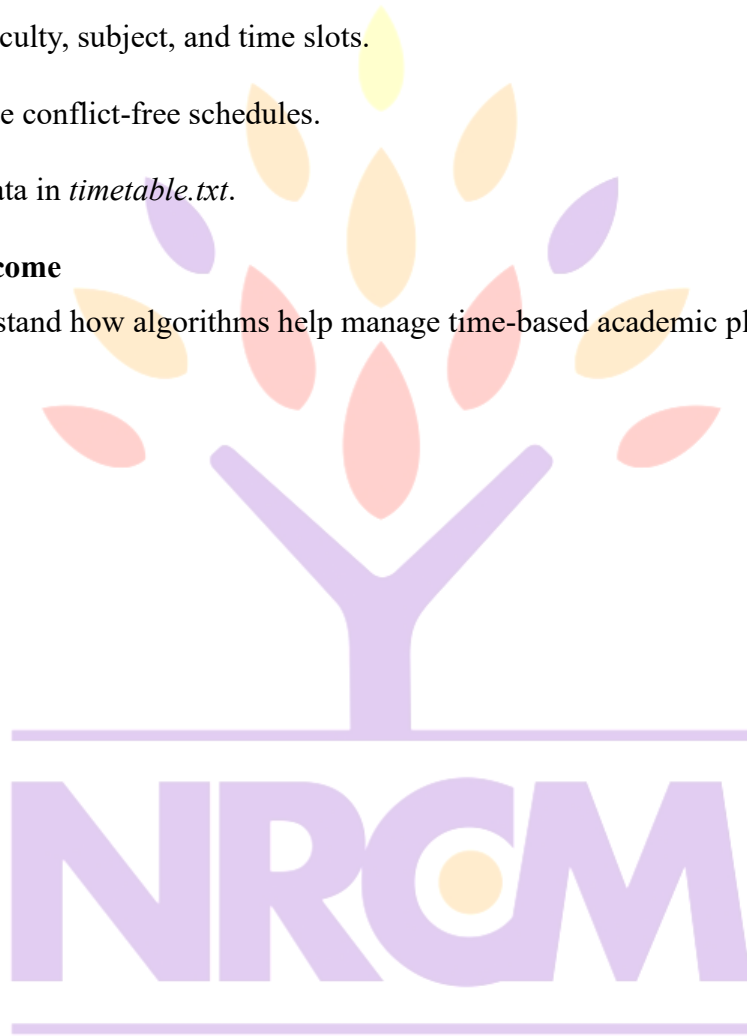 culty, subject, and time slots.
e conflict-free schedules.
ata in timetable.txt.
come
stand how algorithms help manage time-based academic pl
NRCM